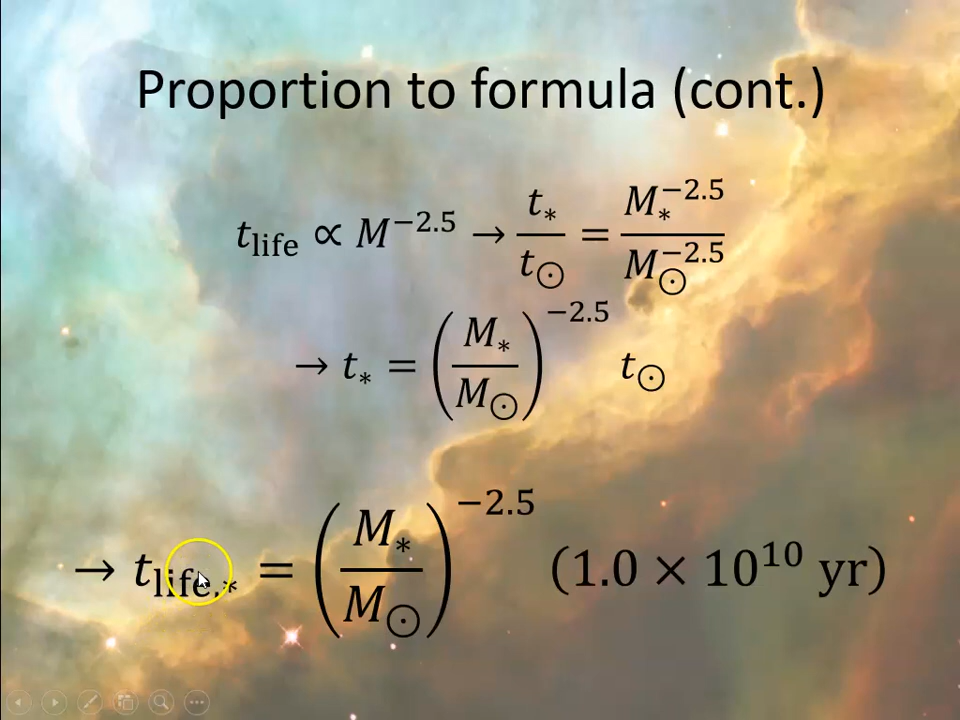 Proportion to formula (cont.)
t_life ∝ M^−2.5 → t_*/t_⊙ = M_*^−2.5/M_⊙^−2.5
→ t_* = (M_*/M_⊙)^−2.5 t_⊙
→ t_life,* = (M_*/M_⊙)^−2.5 (1.0 × 10^10 yr)